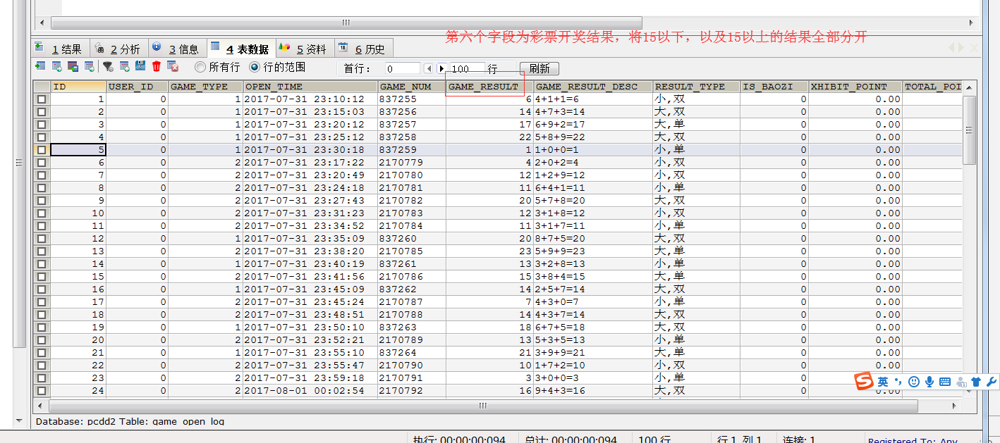 第六个字段为彩票开奖结果，将15以下，以及15以上的结果全部分开
1 结果 2 分析 3 信息 4 表数据 5 资料 6 历史
所有行 行的范围 首行： 0 100 行 刷新
ID USER_ID GAME_TYPE OPEN_TIME GAME_NUM GAME_RESULT GAME_RESULT_DESC RESULT_TYPE IS_BAOZI XHIBIT_POINT TOTAL_POI
1 0 1 2017-07-31 23:10:12 837255 6 4+1+1=6 小,双 0 0.00
2 0 1 2017-07-31 23:15:03 837256 14 4+7+3=14 大,双 0 0.00
3 0 1 2017-07-31 23:20:12 837257 17 6+9+2=17 大,单 0 0.00
4 0 1 2017-07-31 23:25:12 837258 22 5+8+9=22 大,双 0 0.00
5 0 1 2017-07-31 23:30:18 837259 1 1+0+0=1 小,单 0 0.00
6 0 2 2017-07-31 23:17:22 2170779 4 2+0+2=4 小,双 0 0.00
7 0 2 2017-07-31 23:20:49 2170780 12 1+2+9=12 小,双 0 0.00
8 0 2 2017-07-31 23:24:18 2170781 11 6+4+1=11 小,单 0 0.00
9 0 2 2017-07-31 23:27:43 2170782 20 5+7+8=20 大,双 0 0.00
10 0 2 2017-07-31 23:31:23 2170783 12 3+1+8=12 小,双 0 0.00
11 0 2 2017-07-31 23:34:52 2170784 11 3+1+7=11 小,单 0 0.00
12 0 1 2017-07-31 23:35:09 837260 20 8+7+5=20 大,双 0 0.00
13 0 2 2017-07-31 23:38:20 2170785 23 5+9+9=23 大,单 0 0.00
14 0 1 2017-07-31 23:40:19 837261 13 3+2+8=13 小,单 0 0.00
15 0 2 2017-07-31 23:41:56 2170786 15 3+8+4=15 大,单 0 0.00
16 0 1 2017-07-31 23:45:09 837262 14 2+5+7=14 大,双 0 0.00
17 0 2 2017-07-31 23:45:24 2170787 7 4+3+0=7 小,单 0 0.00
18 0 2 2017-07-31 23:48:51 2170788 14 4+3+7=14 大,双 0 0.00
19 0 1 2017-07-31 23:50:10 837263 18 6+7+5=18 大,双 0 0.00
20 0 2 2017-07-31 23:52:21 2170789 13 5+3+5=13 小,单 0 0.00
21 0 1 2017-07-31 23:55:10 837264 21 3+9+9=21 大,单 0 0.00
22 0 2 2017-07-31 23:55:47 2170790 10 1+7+2=10 小,双 0 0.00
23 0 2 2017-07-31 23:59:18 2170791 3 3+0+0=3 小,单 0 0.00
24 0 2 2017-08-01 00:02:54 2170792 16 9+4+3=16 大,双 0 0.00
S 英
Database: pcdd2 Table: game_open_log
执行: 00:00:00:094 总计: 00:00:00:094 100 行 行 1, 列 1 连接: 1 Registered To: Any